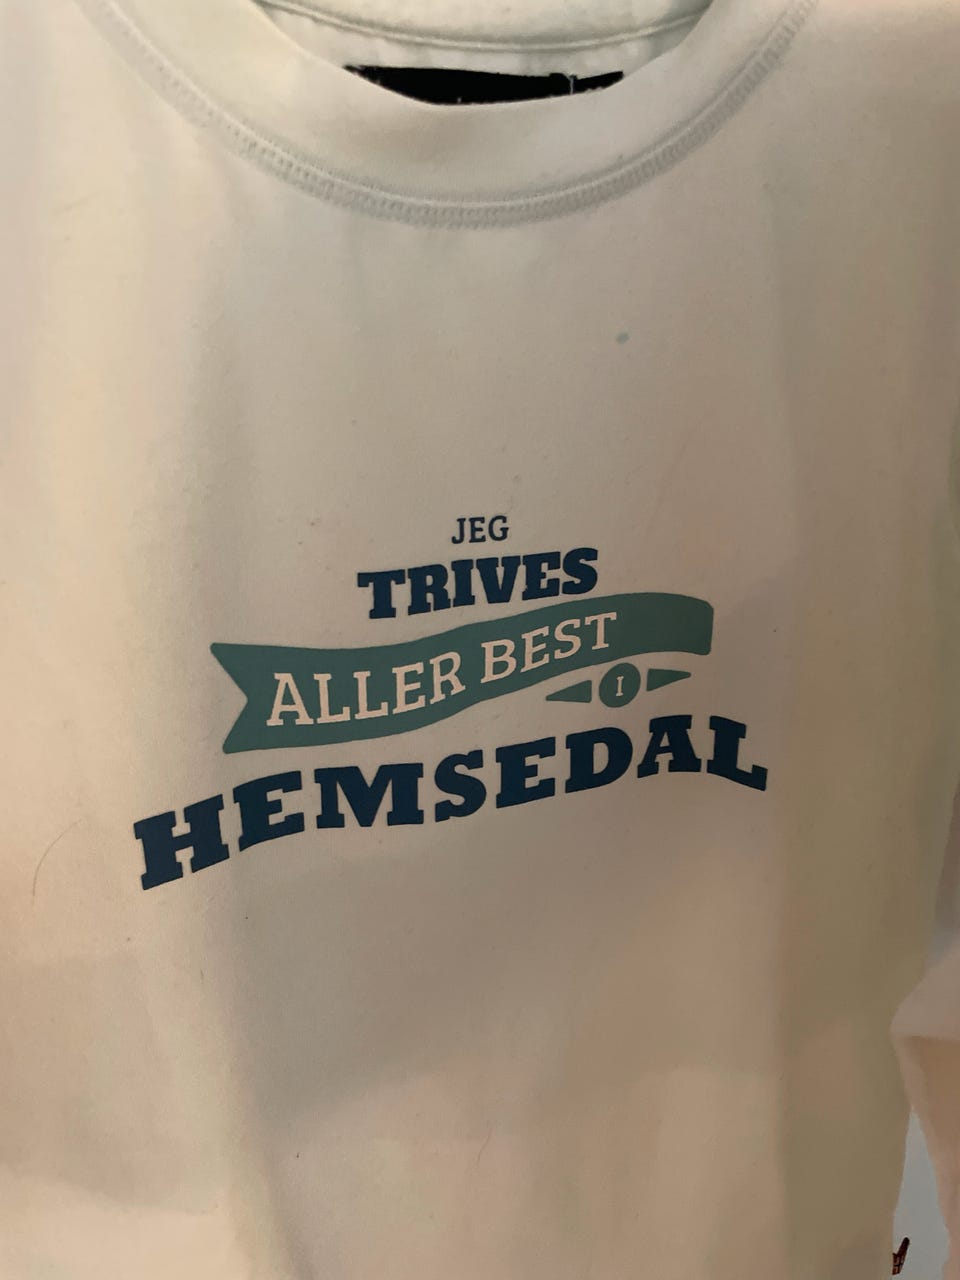 JEG
TRIVES
ALLER BEST
I
HEMSEDAL